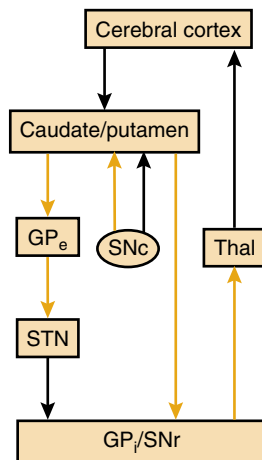 Cerebral cortex
Caudate/putamen
GPe
SNc
Thal
STN
GPi/SNr